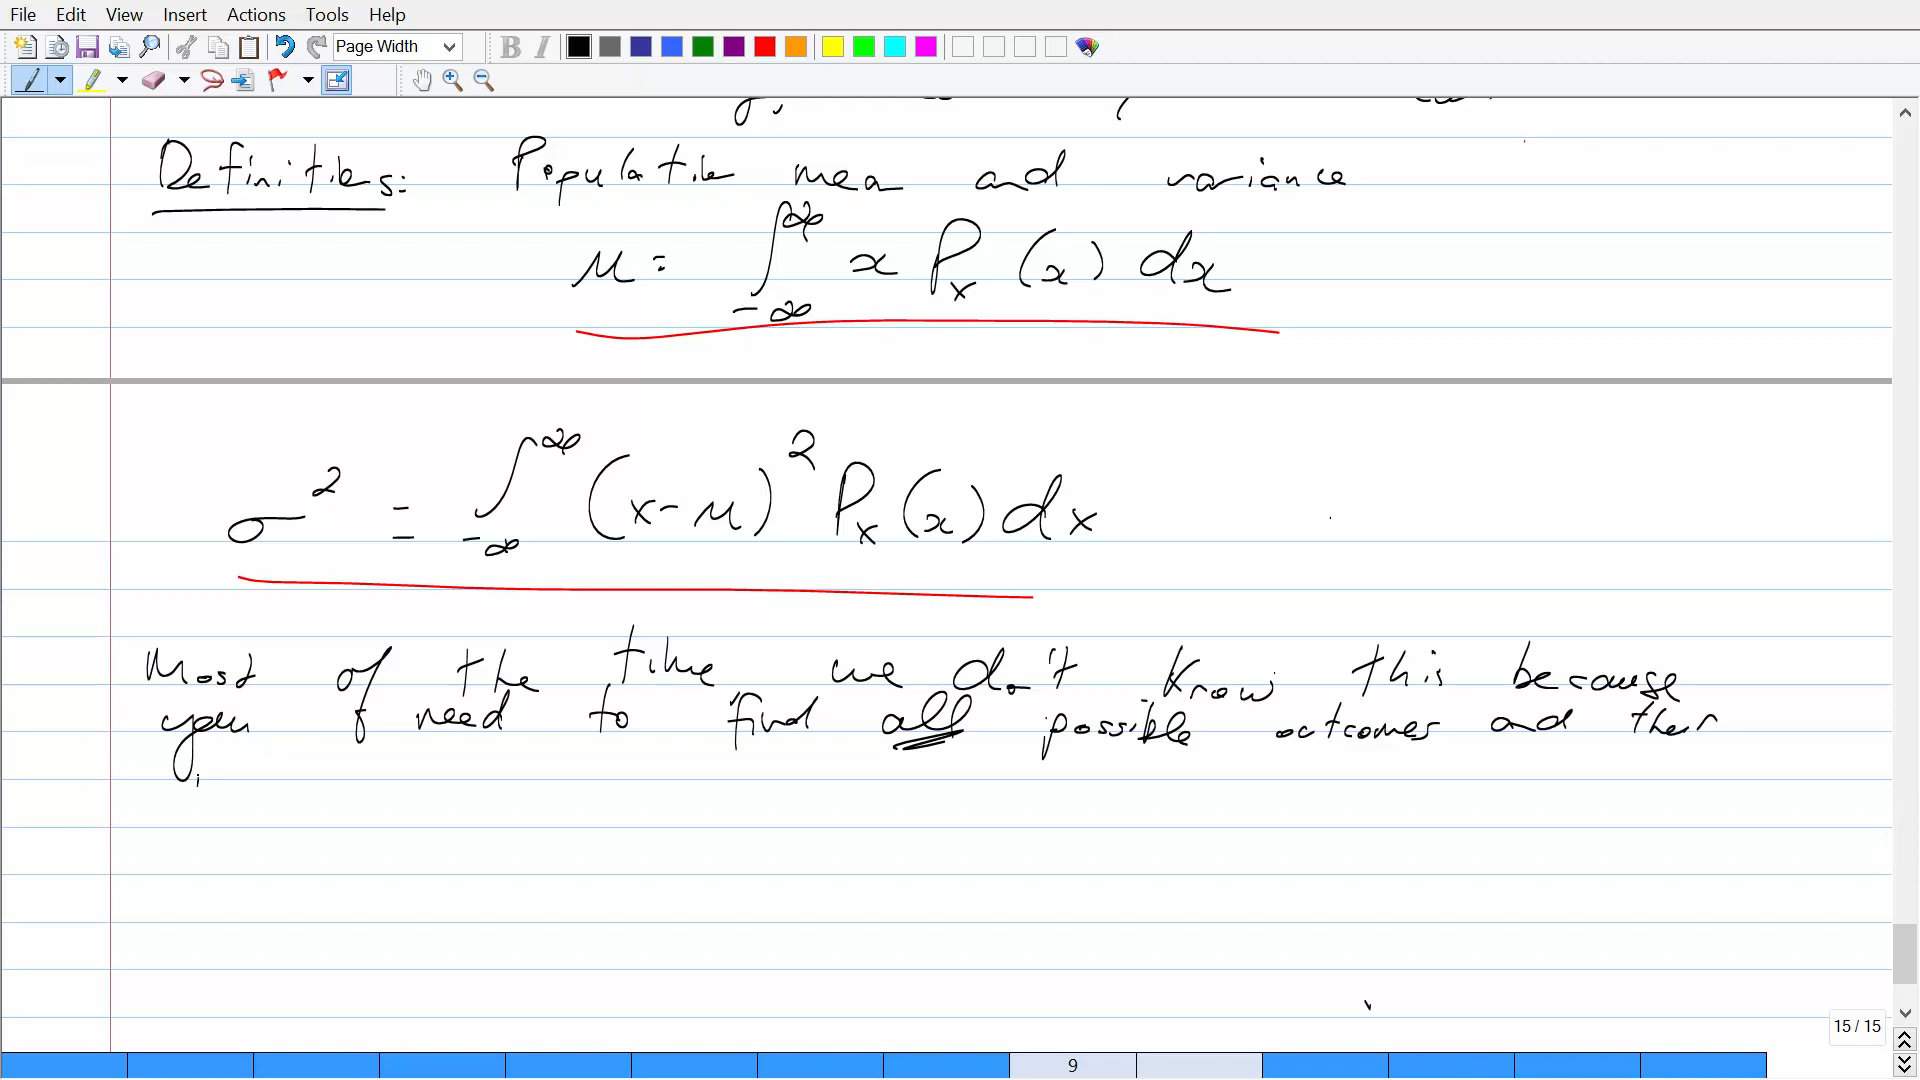 File Edit View Insert Actions Tools Help
Page Width
B I
Definitions: Population mean and variance
μ = ∫_{-∞}^{∞} x P_x (x) dx
σ² = ∫_{-∞}^{∞} (x-μ)² P_x (x) dx
Most of the time we don't know this because
you need to find all possible outcomes and their
15 / 15
9